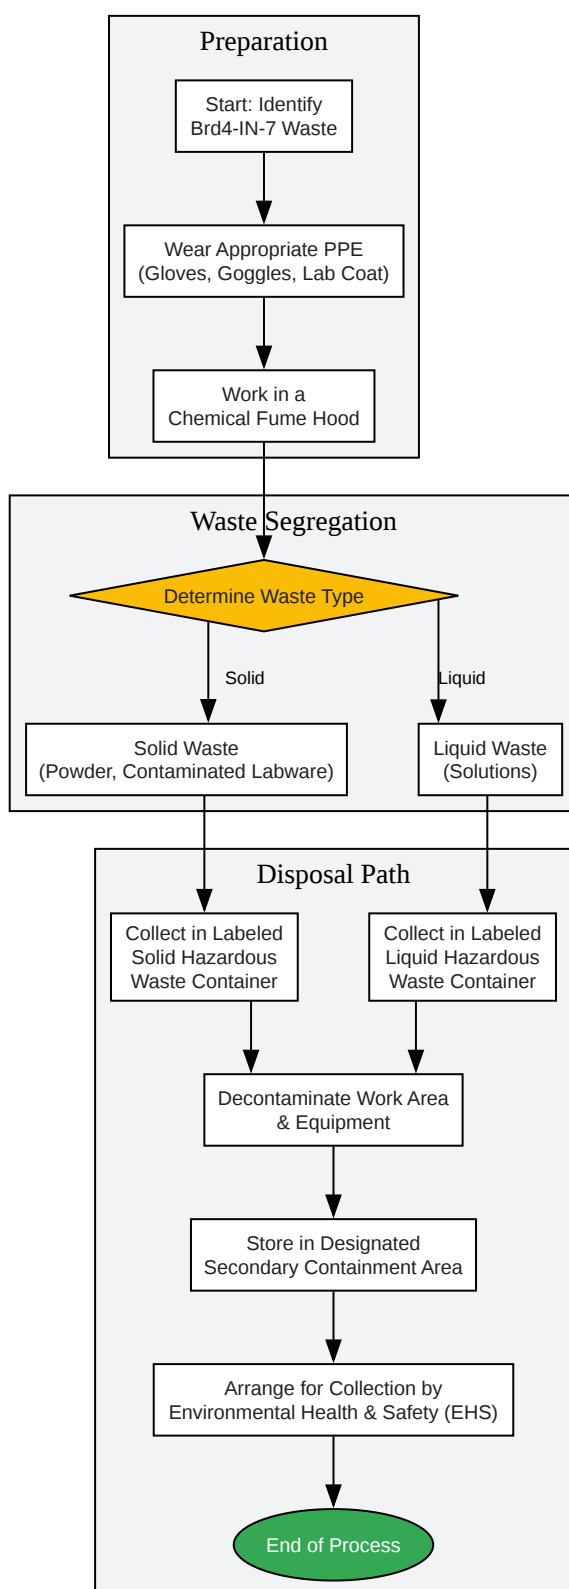 Preparation
Start: Identify
Brd4-IN-7 Waste
Wear Appropriate PPE
(Gloves, Goggles, Lab Coat)
Work in a
Chemical Fume Hood
Waste Segregation
Determine Waste Type
Solid
Liquid
Solid Waste
(Powder, Contaminated Labware)
Liquid Waste
(Solutions)
Disposal Path
Collect in Labeled
Solid Hazardous
Waste Container
Collect in Labeled
Liquid Hazardous
Waste Container
Decontaminate Work Area
& Equipment
Store in Designated
Secondary Containment Area
Arrange for Collection by
Environmental Health & Safety (EHS)
End of Process